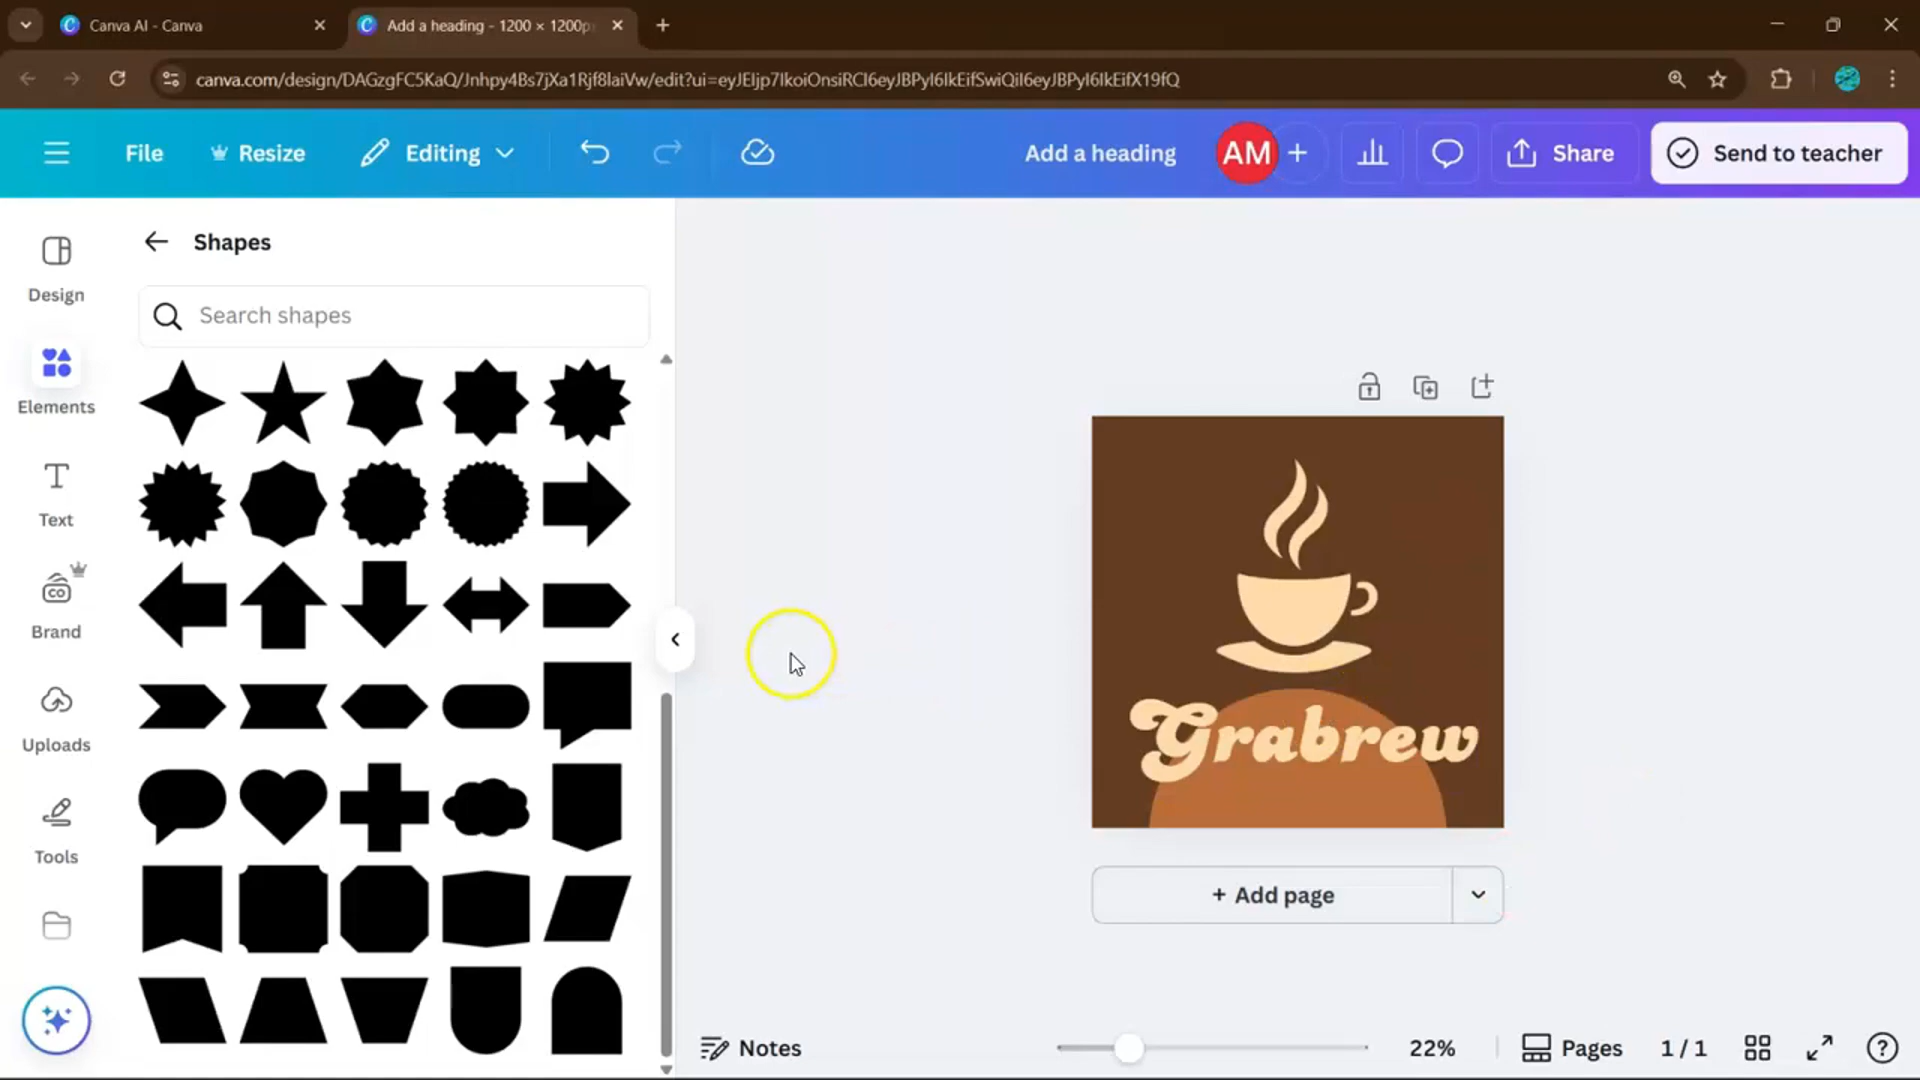 Canva AI - Canva
Add a heading - 1200 × 1200p
canva.com/design/DAGzgFC5KaQ/Jnhpy4Bs7jXa1Rjf8laiVw/edit?ui=eyJEIjp7IkoiOnsiRCI6eyJBPyI6IkEifSwiQiI6eyJBPyI6IkEifX19fQ
File
Resize
Editing
Add a heading
AM
Share
Send to teacher
Design
Elements
Text
Brand
Uploads
Tools
Shapes
Search shapes
Grabrew
+ Add page
Notes
22%
Pages
1 / 1